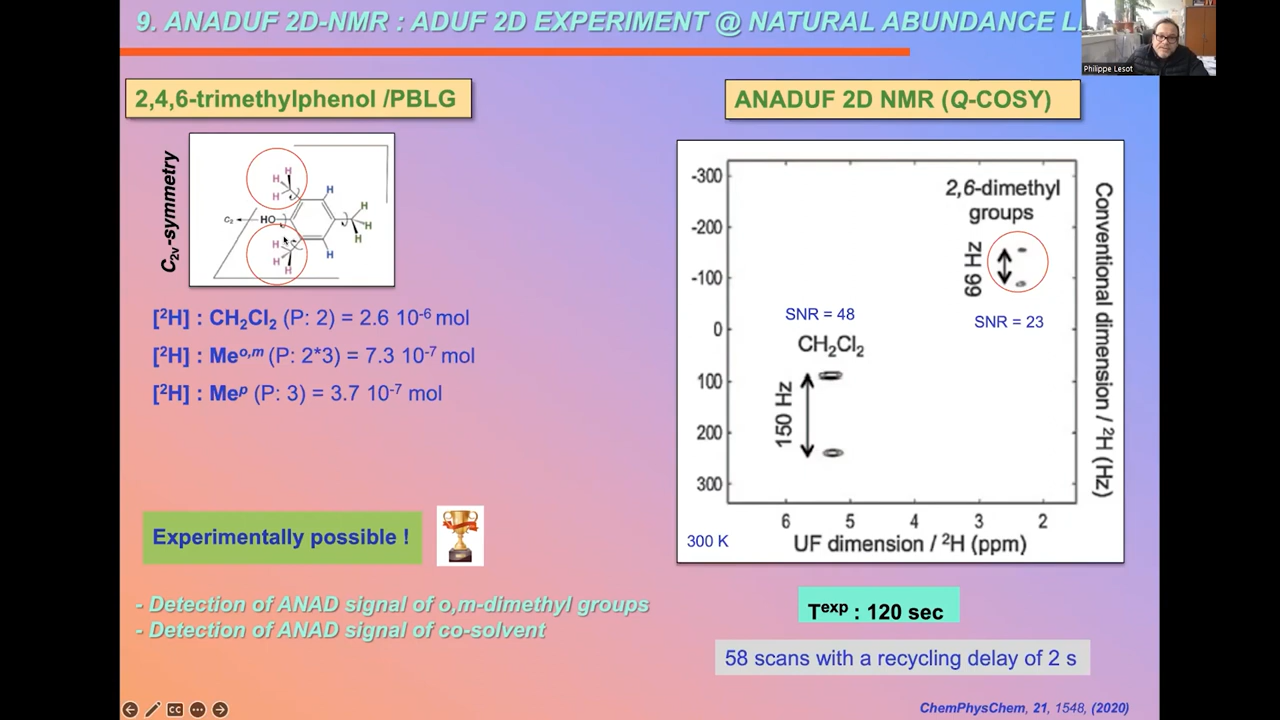 9. ANADUF 2D-NMR : ADUF 2D EXPERIMENT @ NATURAL ABUNDANCE
Philippe Lesot
2,4,6-trimethylphenol /PBLG
C2v-symmetry
H
H
H
H
C2
HO
H
H
H
H
H
H
H
[²H] : CH₂Cl₂ (P: 2) = 2.6 10⁻⁶ mol
[²H] : Meᵒ,ᵐ (P: 2*3) = 7.3 10⁻⁷ mol
[²H] : Meᵖ (P: 3) = 3.7 10⁻⁷ mol
Experimentally possible !
- Detection of ANAD signal of o,m-dimethyl groups
- Detection of ANAD signal of co-solvent
ANADUF 2D NMR (Q-COSY)
-300
-200
-100
0
100
200
300
2,6-dimethyl
groups
66 Hz
SNR = 23
SNR = 48
CH₂Cl₂
150 Hz
Conventional dimension / ²H (Hz)
6 5 4 3 2
300 K
UF dimension / ²H (ppm)
Tᵉˣᵖ : 120 sec
58 scans with a recycling delay of 2 s
CC
ChemPhysChem, 21, 1548, (2020)